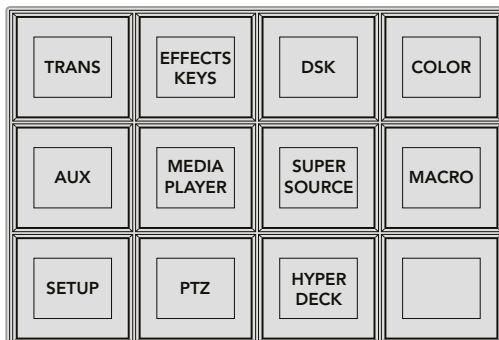 TRANS
EFFECTS
KEYS
DSK
COLOR
AUX
MEDIA
PLAYER
SUPER
SOURCE
MACRO
SETUP
PTZ
HYPER
DECK